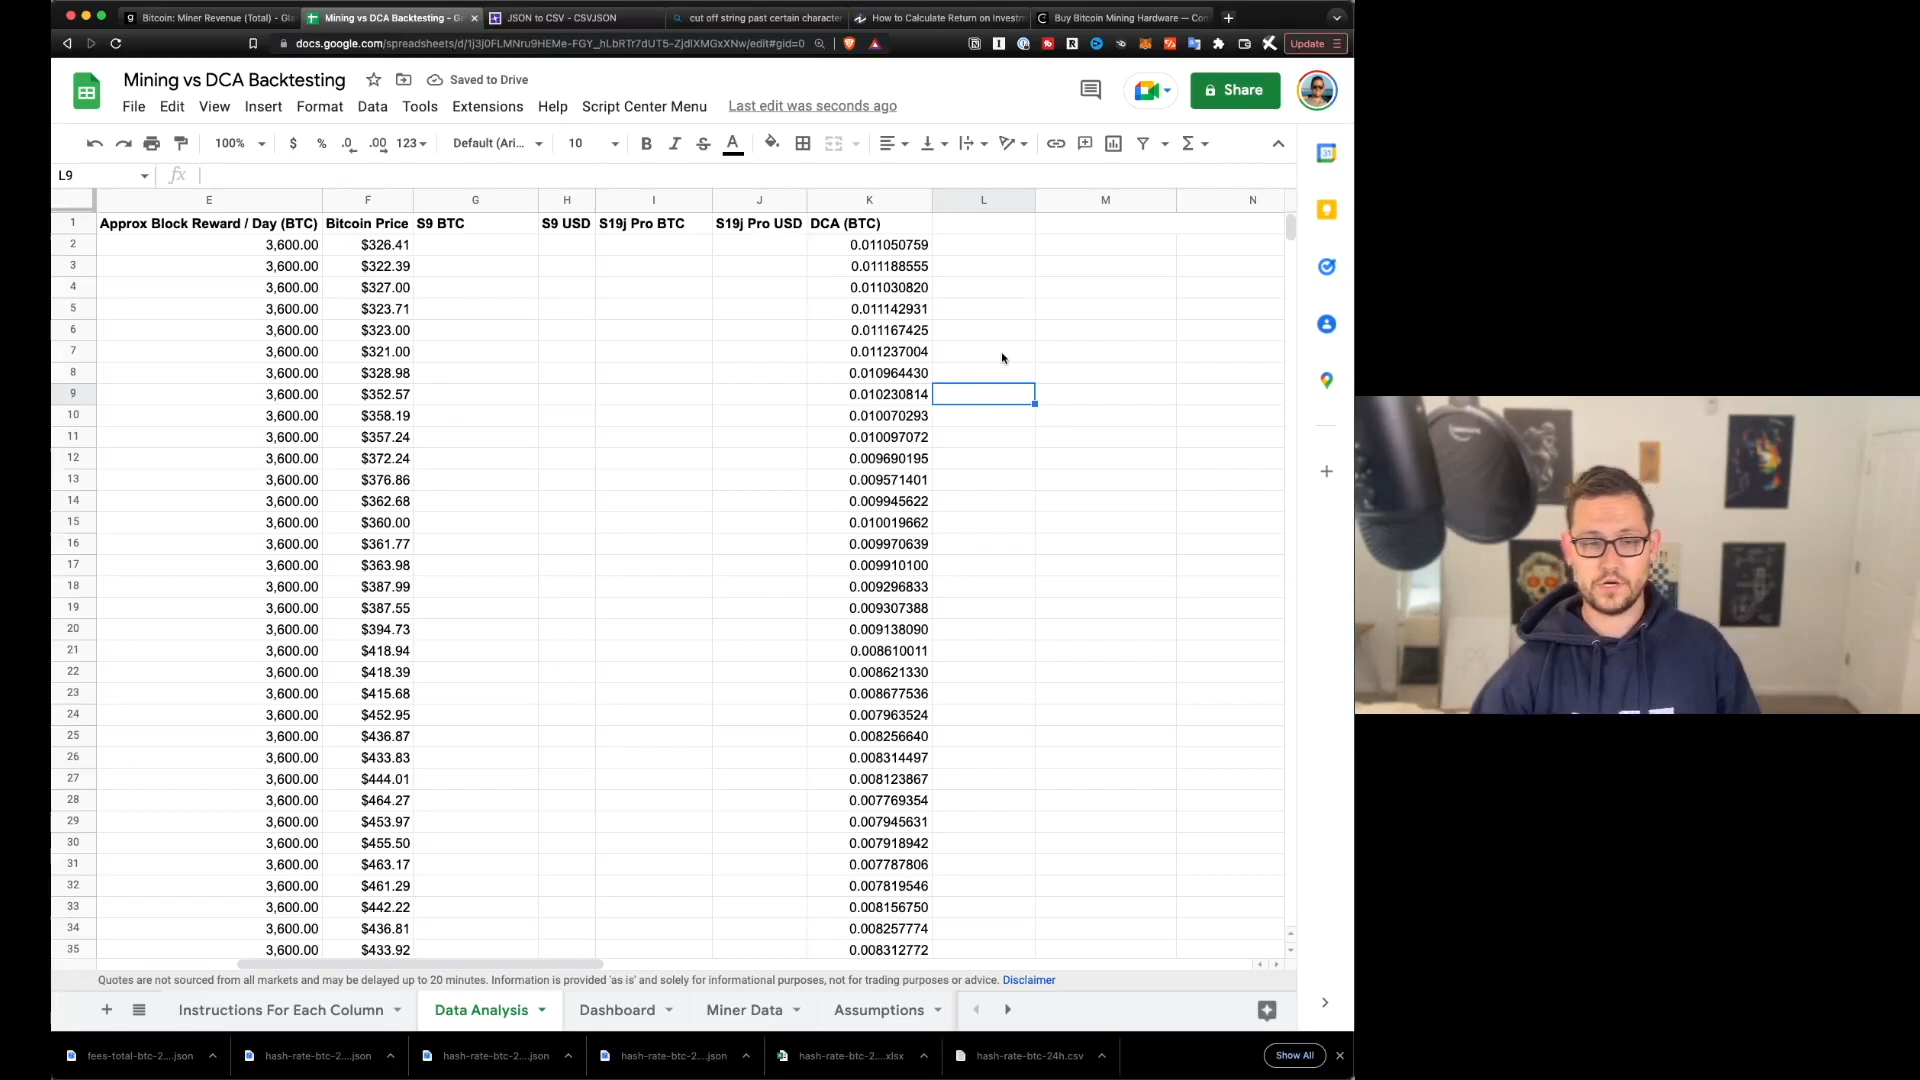 Bitcoin: Miner Revenue (Total) - Gla
Mining vs DCA Backtesting - G
JSON to CSV - CSVJSON
cut off string past certain character
How to Calculate Return on Investm
Buy Bitcoin Mining Hardware — Con
docs.google.com/spreadsheets/d/1j3j0FLMNru9HEMe-FGY_hLbRTr7dUT5-ZjdlXMGxXNw/edit#gid=0
Update
Mining vs DCA Backtesting
Saved to Drive
File Edit View Insert Format Data Tools Extensions Help Script Center Menu Last edit was seconds ago
Share
100% $ % .0 .00 123 Default (Ari... 10 B I S A
L9 fx
E F G H I J K L M N
1 Approx Block Reward / Day (BTC) Bitcoin Price S9 BTC S9 USD S19j Pro BTC S19j Pro USD DCA (BTC)
2 3,600.00 $326.41 0.011050759
3 3,600.00 $322.39 0.011188555
4 3,600.00 $327.00 0.011030820
5 3,600.00 $323.71 0.011142931
6 3,600.00 $323.00 0.011167425
7 3,600.00 $321.00 0.011237004
8 3,600.00 $328.98 0.010964430
9 3,600.00 $352.57 0.010230814
10 3,600.00 $358.19 0.010070293
11 3,600.00 $357.24 0.010097072
12 3,600.00 $372.24 0.009690195
13 3,600.00 $376.86 0.009571401
14 3,600.00 $362.68 0.009945622
15 3,600.00 $360.00 0.010019662
16 3,600.00 $361.77 0.009970639
17 3,600.00 $363.98 0.009910100
18 3,600.00 $387.99 0.009296833
19 3,600.00 $387.55 0.009307388
20 3,600.00 $394.73 0.009138090
21 3,600.00 $418.94 0.008610011
22 3,600.00 $418.39 0.008621330
23 3,600.00 $415.68 0.008677536
24 3,600.00 $452.95 0.007963524
25 3,600.00 $436.87 0.008256640
26 3,600.00 $433.83 0.008314497
27 3,600.00 $444.01 0.008123867
28 3,600.00 $464.27 0.007769354
29 3,600.00 $453.97 0.007945631
30 3,600.00 $455.50 0.007918942
31 3,600.00 $463.17 0.007787806
32 3,600.00 $461.29 0.007819546
33 3,600.00 $442.22 0.008156750
34 3,600.00 $436.81 0.008257774
35 3,600.00 $433.92 0.008312772
Quotes are not sourced from all markets and may be delayed up to 20 minutes. Information is provided 'as is' and solely for informational purposes, not for trading purposes or advice. Disclaimer
Instructions For Each Column Data Analysis Dashboard Miner Data Assumptions
fees-total-btc-2....json hash-rate-btc-2....json hash-rate-btc-2....json hash-rate-btc-2....json hash-rate-btc-2....xlsx hash-rate-btc-24h.csv Show All